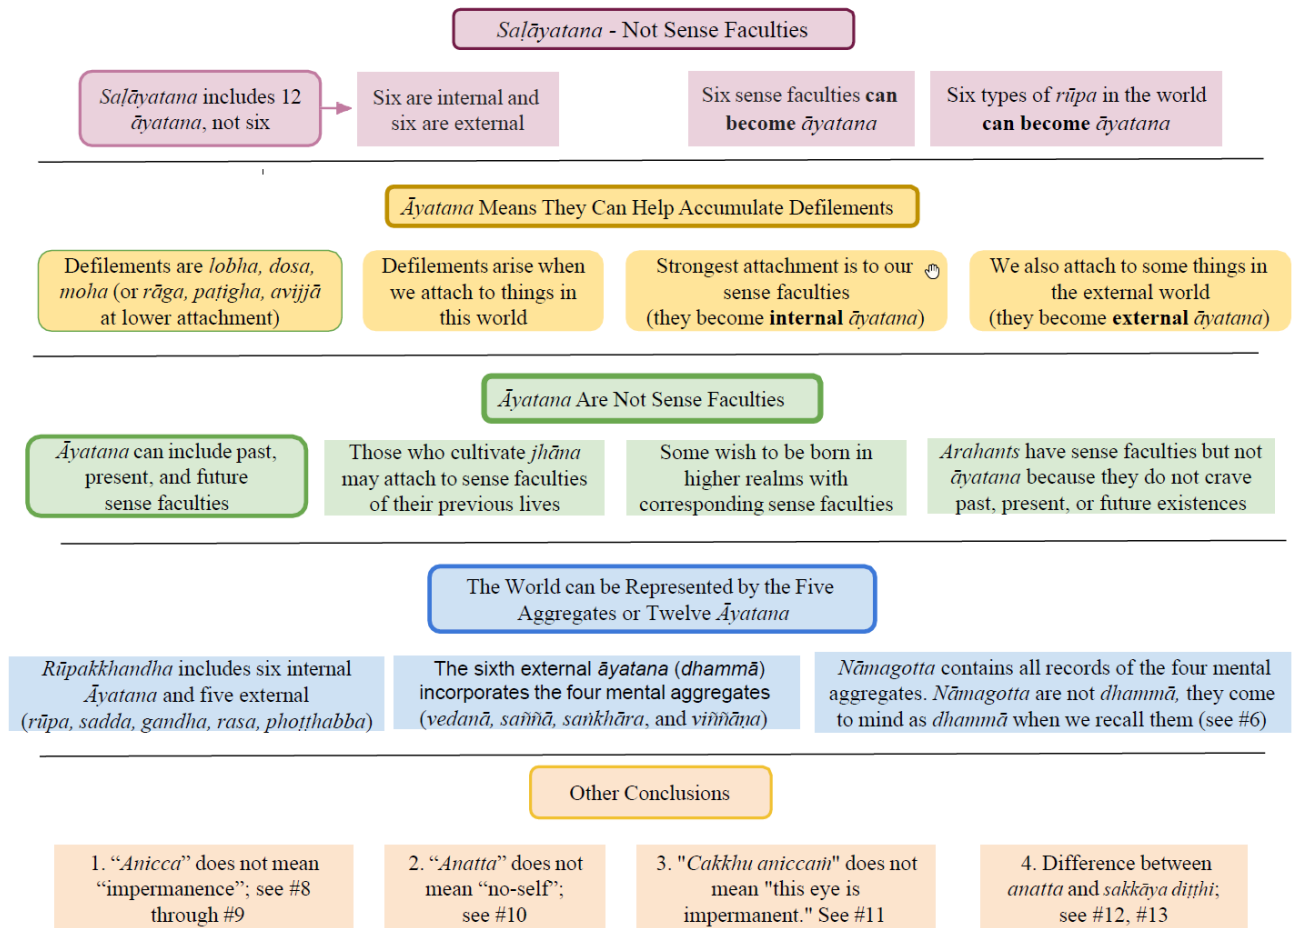 Saḷāyatana - Not Sense Faculties
Saḷāyatana includes 12
āyatana, not six
Six are internal and
six are external
Six sense faculties can
become āyatana
Six types of rūpa in the world
can become āyatana
Āyatana Means They Can Help Accumulate Defilements
Defilements are lobha, dosa,
moha (or rāga, paṭigha, avijjā
at lower attachment)
Defilements arise when
we attach to things in
this world
Strongest attachment is to our
sense faculties
(they become internal āyatana)
We also attach to some things in
the external world
(they become external āyatana)
Āyatana Are Not Sense Faculties
Āyatana can include past,
present, and future
sense faculties
Those who cultivate jhāna
may attach to sense faculties
of their previous lives
Some wish to be born in
higher realms with
corresponding sense faculties
Arahants have sense faculties but not
āyatana because they do not crave
past, present, or future existences
The World can be Represented by the Five
Aggregates or Twelve Āyatana
Rūpakkhandha includes six internal
Āyatana and five external
(rūpa, sadda, gandha, rasa, phoṭṭhabba)
The sixth external āyatana (dhammā)
incorporates the four mental aggregates
(vedanā, saññā, saṅkhāra, and viññāṇa)
Nāmagotta contains all records of the four mental
aggregates. Nāmagotta are not dhammā, they come
to mind as dhammā when we recall them (see #6)
Other Conclusions
1. “Anicca” does not mean
“impermanence”; see #8
through #9
2. “Anatta” does not
mean “no-self”;
see #10
3. "Cakkhu aniccaṁ" does not
mean "this eye is
impermanent." See #11
4. Difference between
anatta and sakkāya diṭṭhi;
see #12, #13